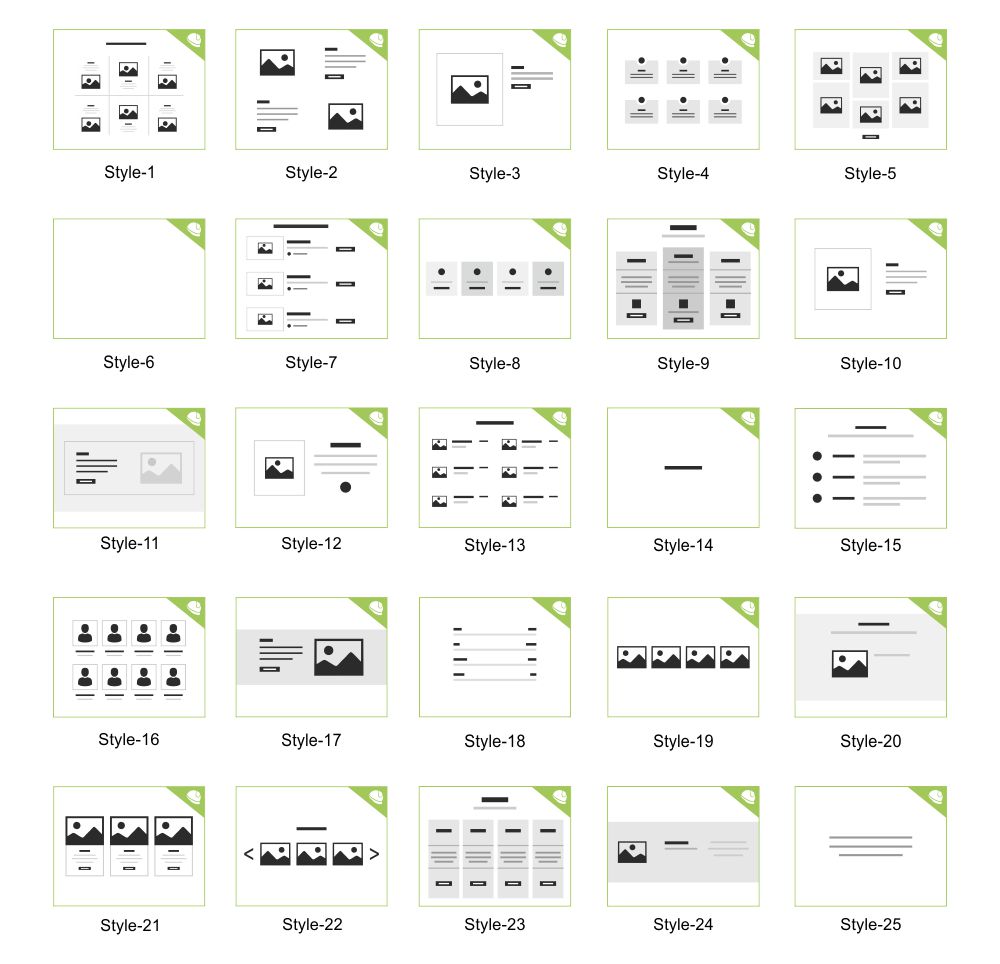 Style-1 Style-2 Style-3 Style-4 Style-5
Style-6 Style-7 Style-8 Style-9 Style-10
Style-11 Style-12 Style-13 Style-14 Style-15
Style-16 Style-17 Style-18 Style-19 Style-20
Style-21 Style-22 Style-23 Style-24 Style-25